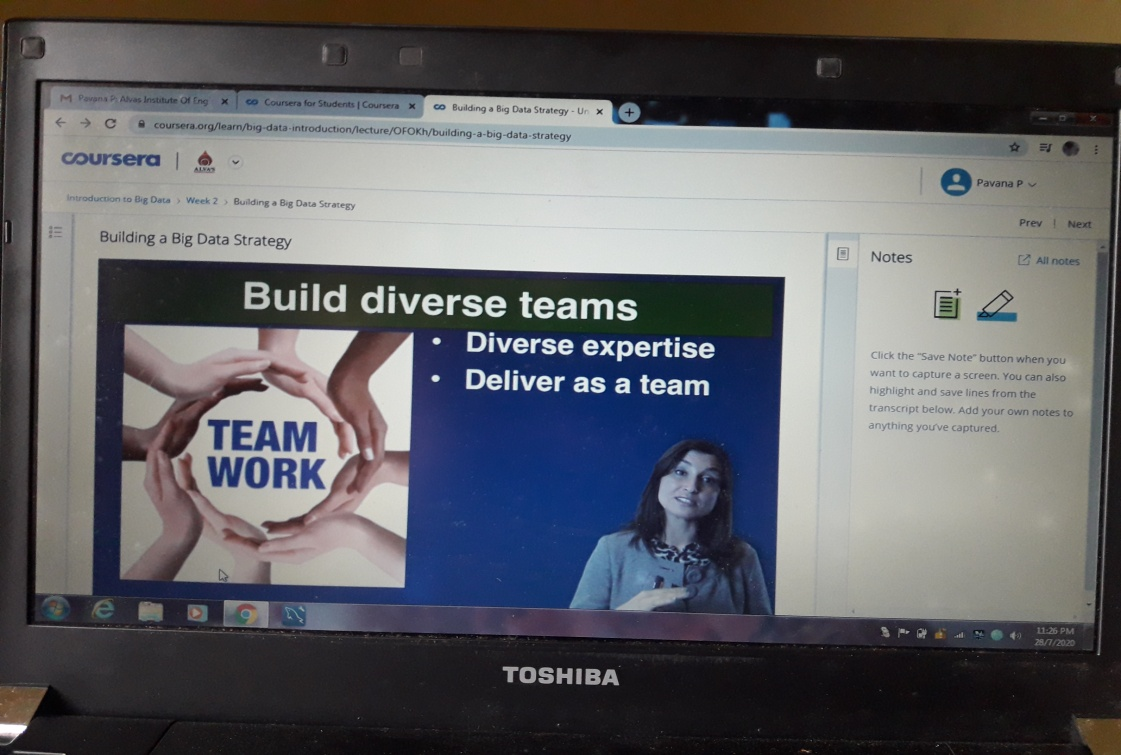 Pavana P; Alvas Institute Of Eng
Coursera for Students | Coursera
Building a Big Data Strategy - Un
coursera.org/learn/big-data-introduction/lecture/OFOKh/building-a-big-data-strategy
coursera
ALVAS
Pavana P
Introduction to Big Data > Week 2 > Building a Big Data Strategy
Prev | Next
Building a Big Data Strategy
Notes
All notes
Build diverse teams
• Diverse expertise
• Deliver as a team
TEAM
WORK
Click the "Save Note" button when you
want to capture a screen. You can also
highlight and save lines from the
transcript below. Add your own notes to
anything you've captured.
11:26 PM
28/7/2020
TOSHIBA